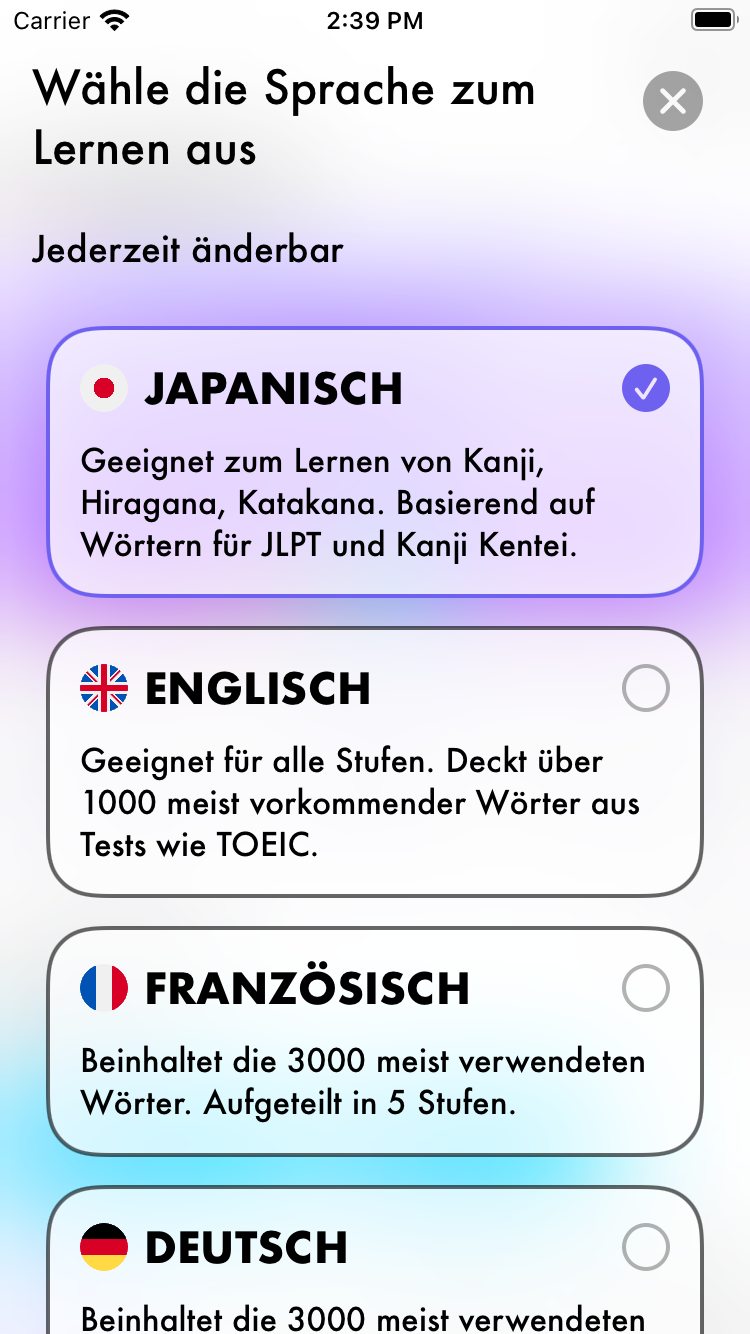 Carrier
2:39 PM
Wähle die Sprache zum
Lernen aus
Jederzeit änderbar
JAPANISCH
Geeignet zum Lernen von Kanji,
Hiragana, Katakana. Basierend auf
Wörtern für JLPT und Kanji Kentei.
ENGLISCH
Geeignet für alle Stufen. Deckt über
1000 meist vorkommender Wörter aus
Tests wie TOEIC.
FRANZÖSISCH
Beinhaltet die 3000 meist verwendeten
Wörter. Aufgeteilt in 5 Stufen.
DEUTSCH
Beinhaltet die 3000 meist verwendeten